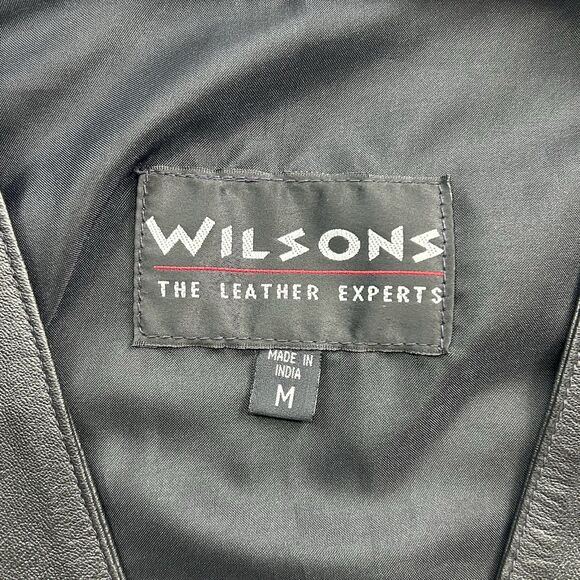 WILSONS
THE LEATHER EXPERTS
MADE IN
INDIA
M